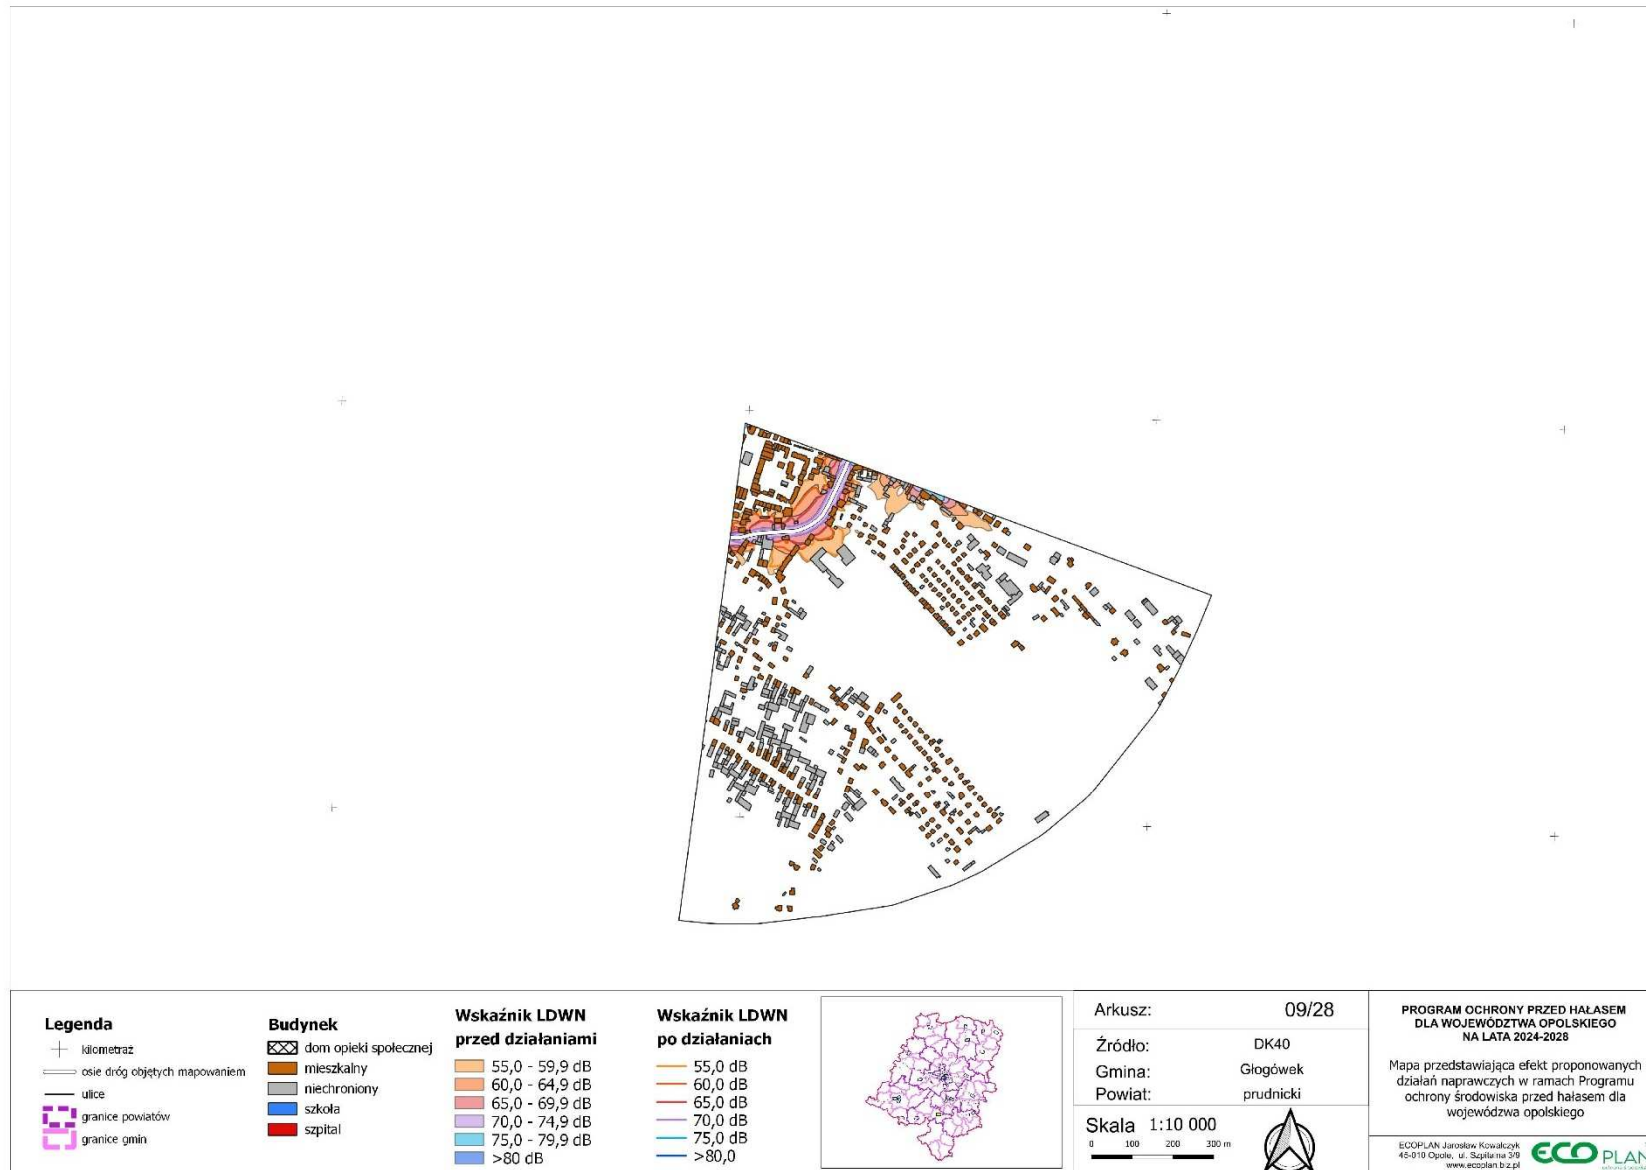 Legenda
kilometraż
osie dróg objętych mapowaniem
ulice
granice powiatów
granice gmin
Budynek
dom opieki społecznej
mieszkalny
niechroniony
szkoła
szpital
Wskaźnik LDWN
przed działaniami
55,0 - 59,9 dB
60,0 - 64,9 dB
65,0 - 69,9 dB
70,0 - 74,9 dB
75,0 - 79,9 dB
>80 dB
Wskaźnik LDWN
po działaniach
55,0 dB
60,0 dB
65,0 dB
70,0 dB
75,0 dB
>80,0
Arkusz: 09/28
Źródło: DK40
Gmina: Głogówek
Powiat: prudnicki
Skala 1:10 000
0 100 200 300 m
PROGRAM OCHRONY PRZED HAŁASEM
DLA WOJEWÓDZTWA OPOLSKIEGO
NA LATA 2024-2028
Mapa przedstawiająca efekt proponowanych
działań naprawczych w ramach Programu
ochrony środowiska przed hałasem dla
wojewódzwa opolskiego
ECOPLAN Jarosław Kowalczyk
45-010 Opole, ul. Szpitalna 3/9
www.ecoplan.biz.pl
ECO PLAN